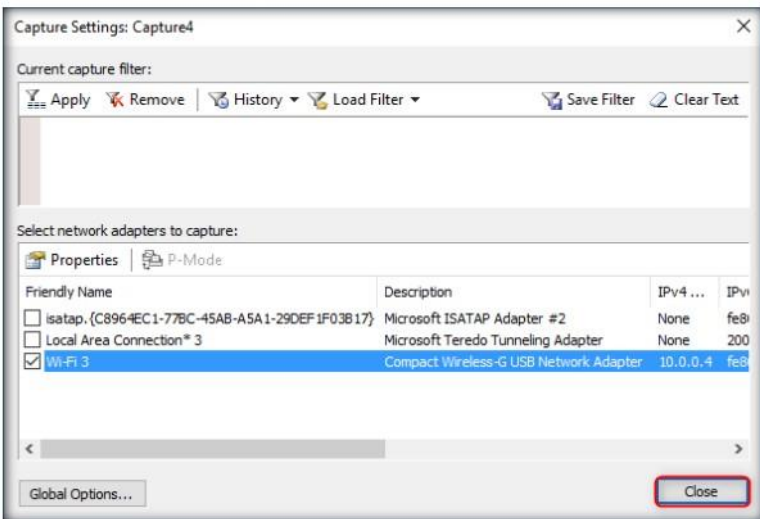 Capture Settings: Capture4
Current capture filter:
Apply Remove History Load Filter Save Filter Clear Text
Select network adapters to capture:
Properties P-Mode
Friendly Name Description IPv4 ... IPv
isatap.{C8964EC1-77BC-45AB-A5A1-29DEF1F03B17} Microsoft ISATAP Adapter #2 None fe8
Local Area Connection* 3 Microsoft Teredo Tunneling Adapter None 200
Wi-Fi 3 Compact Wireless-G USB Network Adapter 10.0.0.4 fe8
Global Options... Close